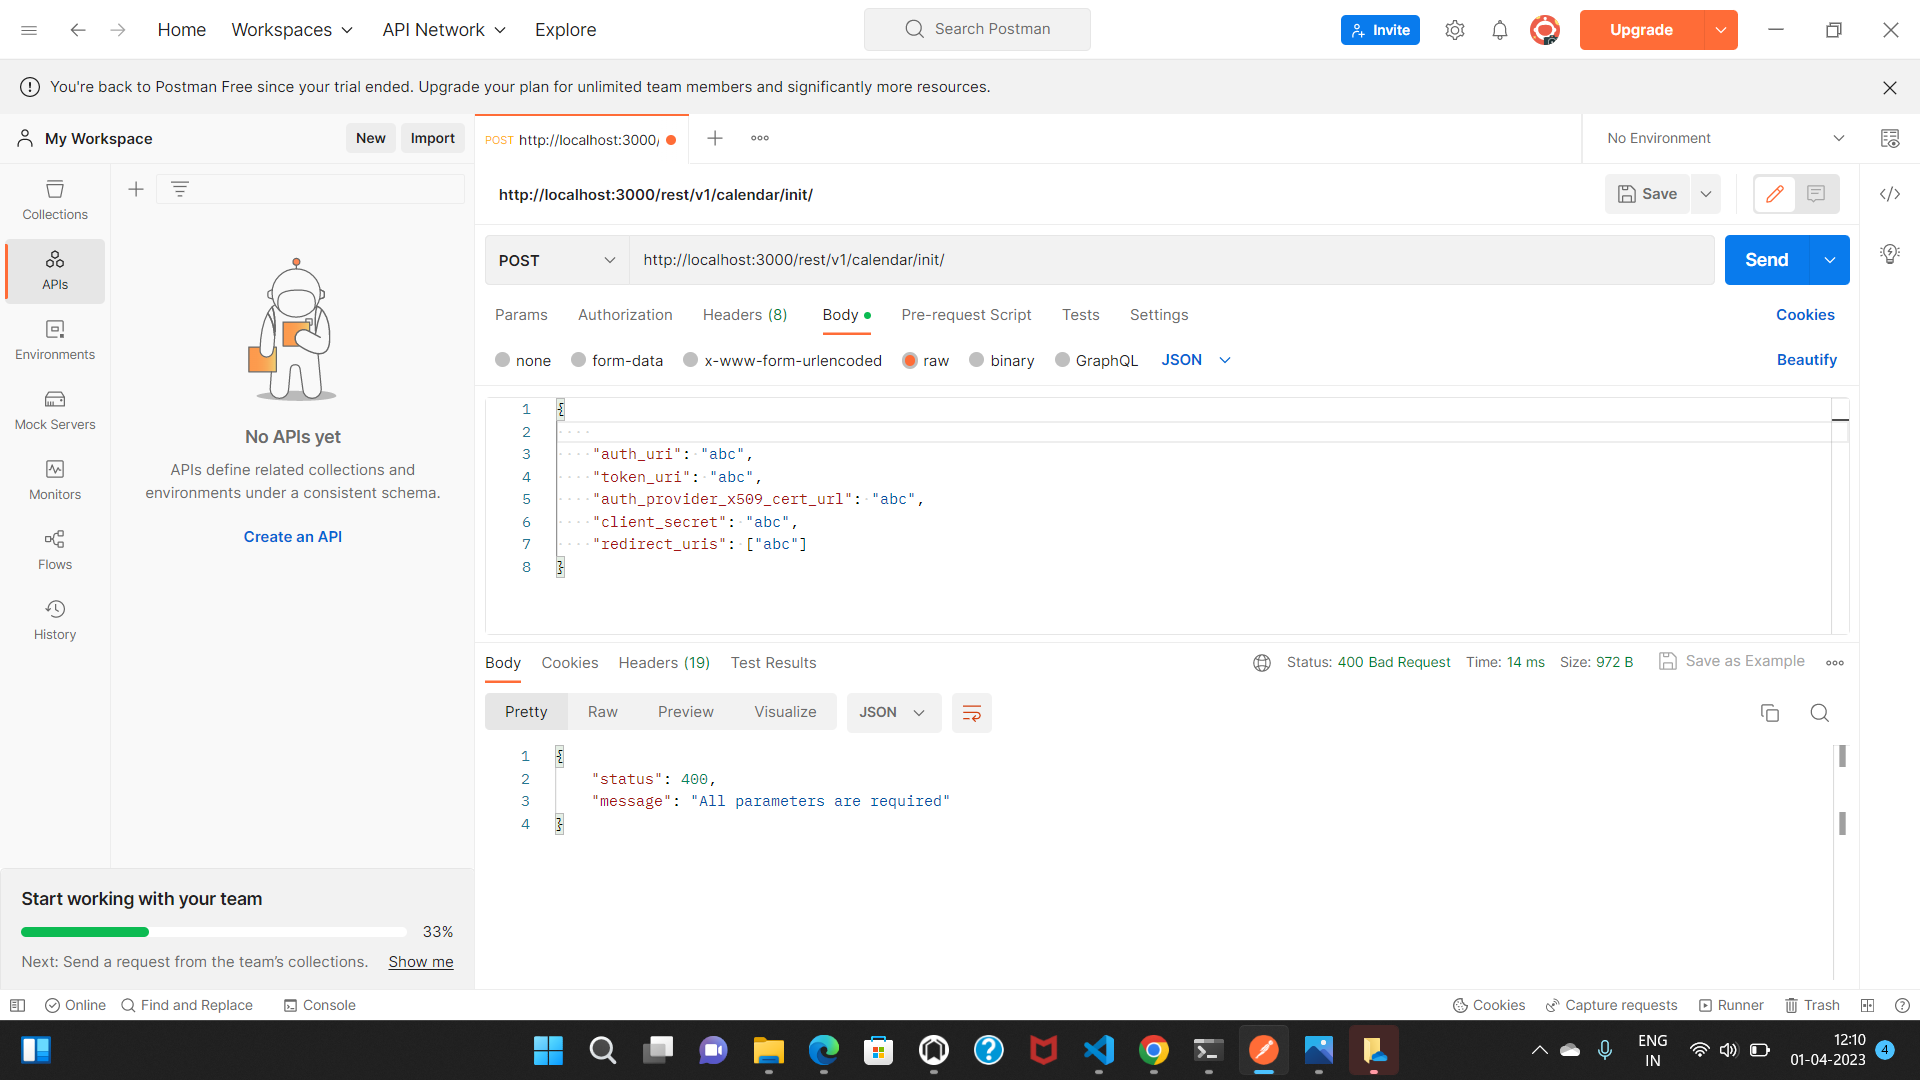 Home Workspaces API Network Explore Search Postman Invite Upgrade
You're back to Postman Free since your trial ended. Upgrade your plan for unlimited team members and significantly more resources.
My Workspace New Import POST http://localhost:3000/ No Environment
http://localhost:3000/rest/v1/calendar/init/ Save
POST http://localhost:3000/rest/v1/calendar/init/ Send
Params Authorization Headers (8) Body Pre-request Script Tests Settings Cookies
none form-data x-www-form-urlencoded raw binary GraphQL JSON Beautify
Collections
APIs
Environments
Mock Servers
Monitors
Flows
History
No APIs yet
APIs define related collections and
environments under a consistent schema.
Create an API
1 {
2
3 "auth_uri": "abc",
4 "token_uri": "abc",
5 "auth_provider_x509_cert_url": "abc",
6 "client_secret": "abc",
7 "redirect_uris": ["abc"]
8 }
Body Cookies Headers (19) Test Results Status: 400 Bad Request Time: 14 ms Size: 972 B Save as Example
Pretty Raw Preview Visualize JSON
1 {
2 "status": 400,
3 "message": "All parameters are required"
4 }
Start working with your team
33%
Next: Send a request from the team's collections. Show me
Online Find and Replace Console Cookies Capture requests Runner Trash
ENG
IN
12:10
01-04-2023
4